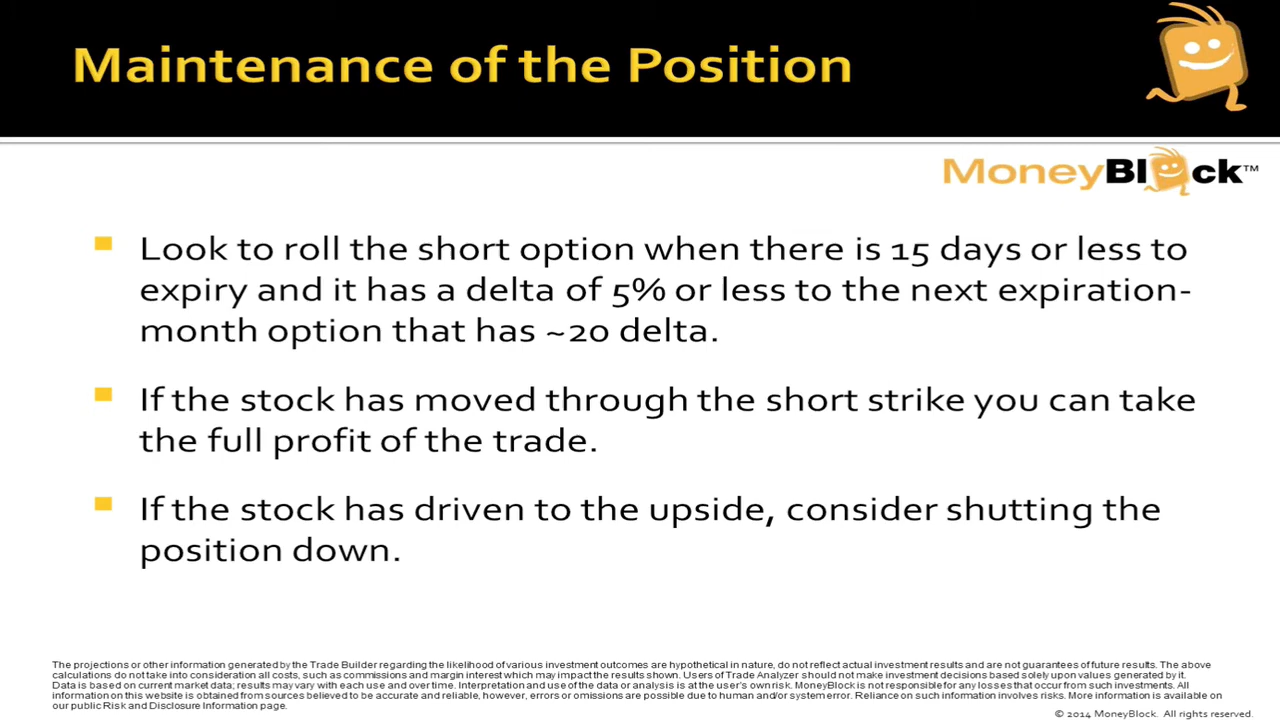 Maintenance of the Position
MoneyBlock™
Look to roll the short option when there is 15 days or less to
expiry and it has a delta of 5% or less to the next expiration-
month option that has ~20 delta.
If the stock has moved through the short strike you can take
the full profit of the trade.
If the stock has driven to the upside, consider shutting the
position down.
The projections or other information generated by the Trade Builder regarding the likelihood of various investment outcomes are hypothetical in nature, do not reflect actual investment results and are not guarantees of future results. The above
calculations do not take into consideration all costs, such as commissions and margin interest which may impact the results shown. Users of Trade Analyzer should not make investment decisions based solely upon values generated by it.
Data is based on current market data; results may vary with each use and over time. Interpretation and use of the data or analysis is at the user's own risk. MoneyBlock is not responsible for any losses that occur from such investments. All
information on this website is obtained from sources believed to be accurate and reliable, however, errors or omissions are possible due to human and/or system error. Reliance on such information involves risks. More information is available on
our public Risk and Disclosure Information page.
© 2014 MoneyBlock. All rights reserved.